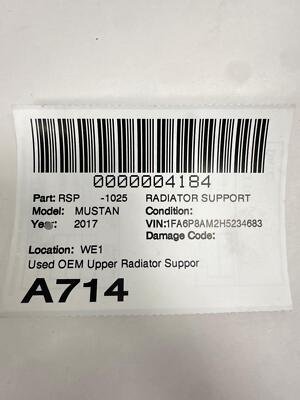 0000004184
Part: RSP -1025 RADIATOR SUPPORT
Model: MUSTAN Condition:
Year: 2017 VIN:1FA6P8AM2H5234683
Damage Code:
Location: WE1
Used OEM Upper Radiator Suppor
A714